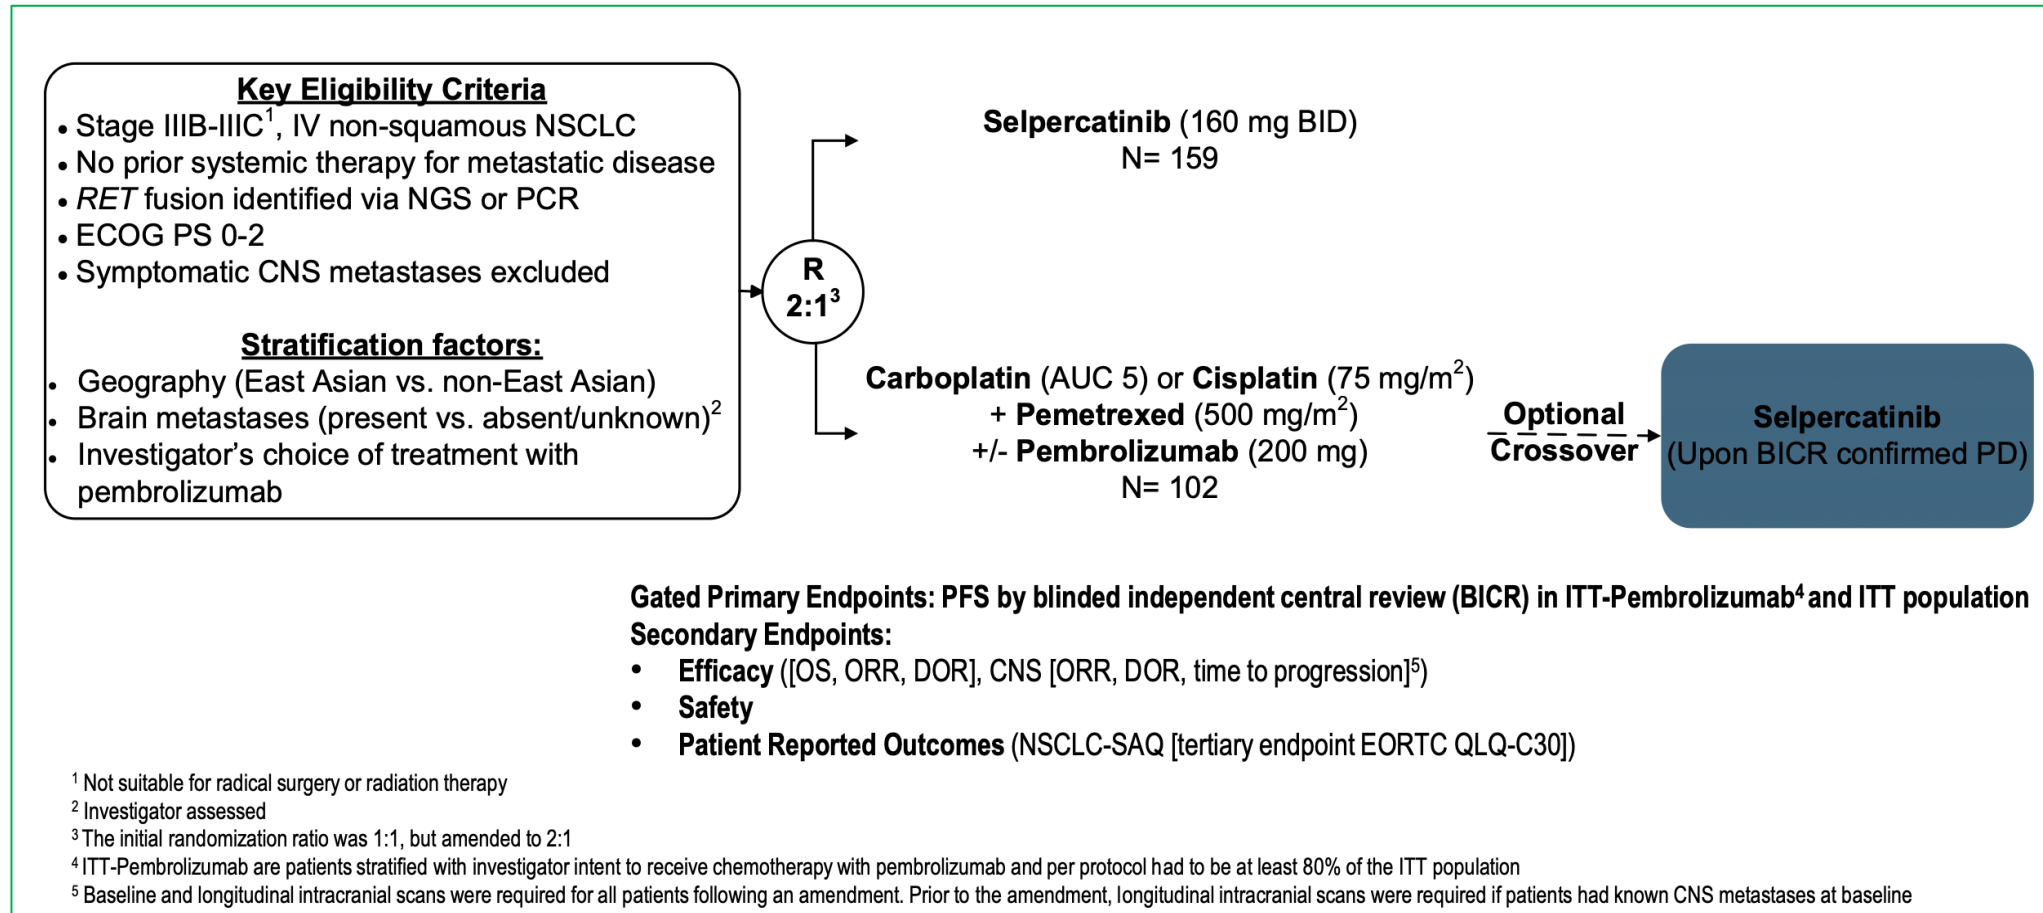 Key Eligibility Criteria
• Stage IIIB-IIIC¹, IV non-squamous NSCLC
• No prior systemic therapy for metastatic disease
• RET fusion identified via NGS or PCR
• ECOG PS 0-2
• Symptomatic CNS metastases excluded
Stratification factors:
• Geography (East Asian vs. non-East Asian)
• Brain metastases (present vs. absent/unknown)²
• Investigator's choice of treatment with
pembrolizumab
R
2:1³
Selpercatinib (160 mg BID)
N= 159
Carboplatin (AUC 5) or Cisplatin (75 mg/m²)
+ Pemetrexed (500 mg/m²)
+/- Pembrolizumab (200 mg)
N= 102
Optional
Crossover
Selpercatinib
(Upon BICR confirmed PD)
Gated Primary Endpoints: PFS by blinded independent central review (BICR) in ITT-Pembrolizumab⁴ and ITT population
Secondary Endpoints:
• Efficacy ([OS, ORR, DOR], CNS [ORR, DOR, time to progression]⁵)
• Safety
• Patient Reported Outcomes (NSCLC-SAQ [tertiary endpoint EORTC QLQ-C30])
¹ Not suitable for radical surgery or radiation therapy
² Investigator assessed
³ The initial randomization ratio was 1:1, but amended to 2:1
⁴ ITT-Pembrolizumab are patients stratified with investigator intent to receive chemotherapy with pembrolizumab and per protocol had to be at least 80% of the ITT population
⁵ Baseline and longitudinal intracranial scans were required for all patients following an amendment. Prior to the amendment, longitudinal intracranial scans were required if patients had known CNS metastases at baseline